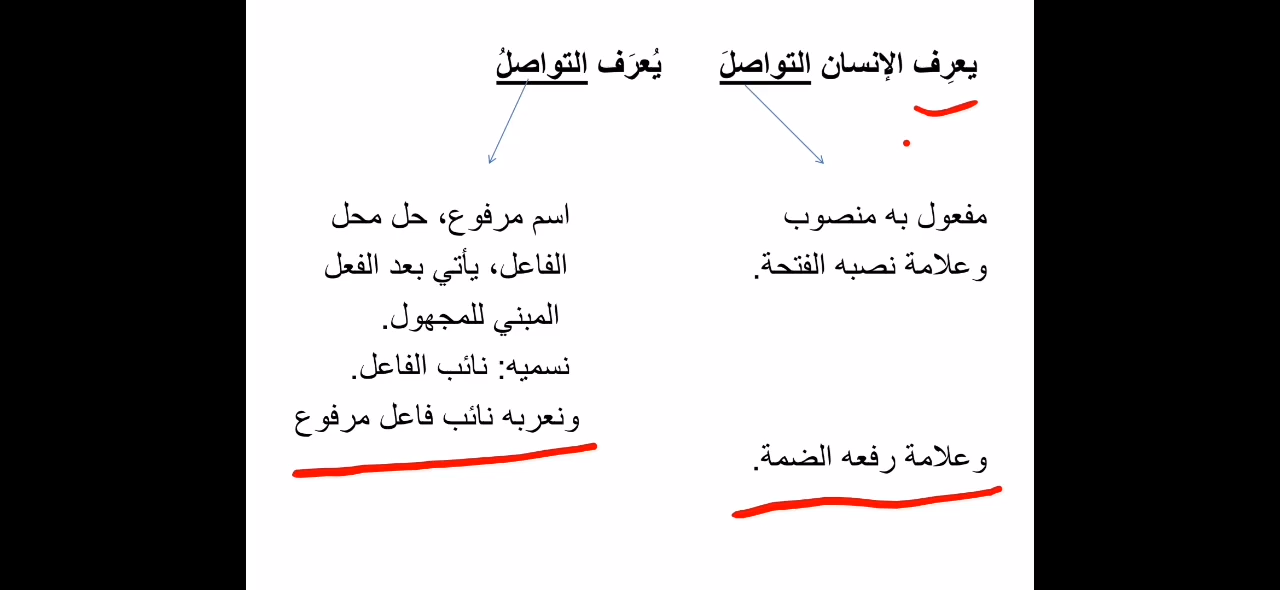 يعرِف الإنسان التواصلَ
يُعرَف التواصلُ
مفعول به منصوب
وعلامة نصبه الفتحة.
اسم مرفوع، حل محل
الفاعل، يأتي بعد الفعل
المبني للمجهول.
نسميه: نائب الفاعل.
ونعربه نائب فاعل مرفوع
وعلامة رفعه الضمة.